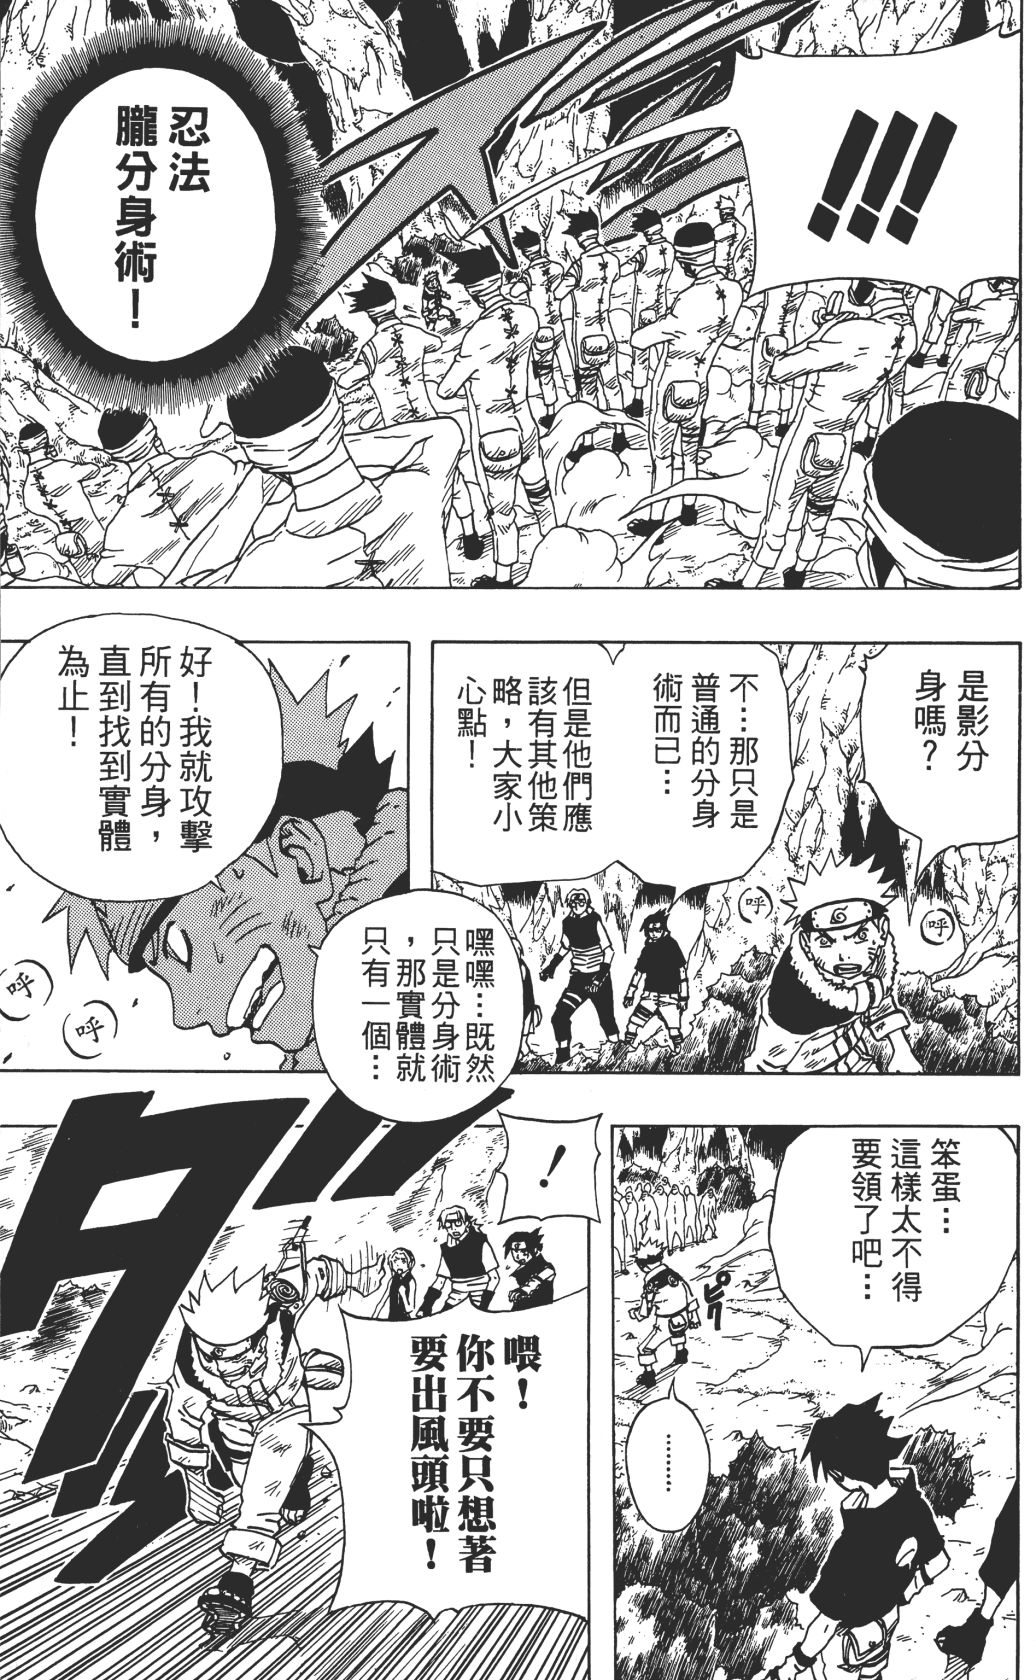 !!!
忍法
朧分身術!
是影分
身嗎?
不…那只是
普通的分身
術而已…
但是他們應
該有其他策
略,大家小
心點!
呼
呼
嘿嘿…既然
只是分身術
,那實體就
只有一個…
好!我就攻擊
所有的分身,
直到找到實體
為止!
呼
呼
笨蛋…
這樣太不得
要領了吧…
ピク
………
!
喂!
你不要只想著
要出風頭啦!
ダッ